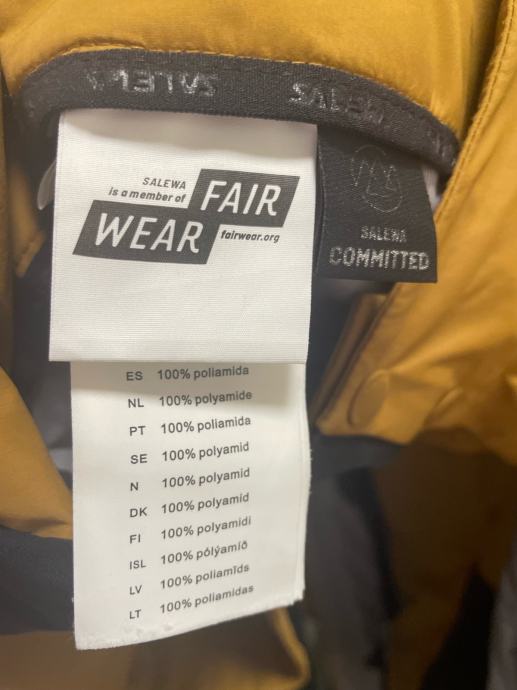 SALEWA
SALEWA
SALEWA
is a member of
FAIR
WEAR
fairwear.org
SALEWA
COMMITTED
ES 100% poliamida
NL 100% polyamide
PT 100% poliamida
SE 100% polyamid
N 100% polyamid
DK 100% polyamid
FI 100% polyamidi
ISL 100% pólýamíð
LV 100% poliamīds
LT 100% poliamidas